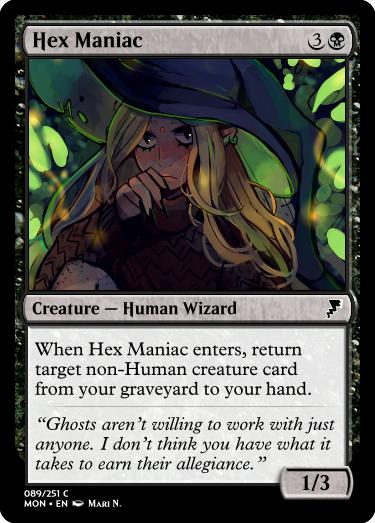 Hex Maniac 3
Creature — Human Wizard
When Hex Maniac enters, return
target non-Human creature card
from your graveyard to your hand.
“Ghosts aren’t willing to work with just
anyone. I don’t think you have what it
takes to earn their allegiance.”
1/3
089/251 C
MON • EN Mari N.